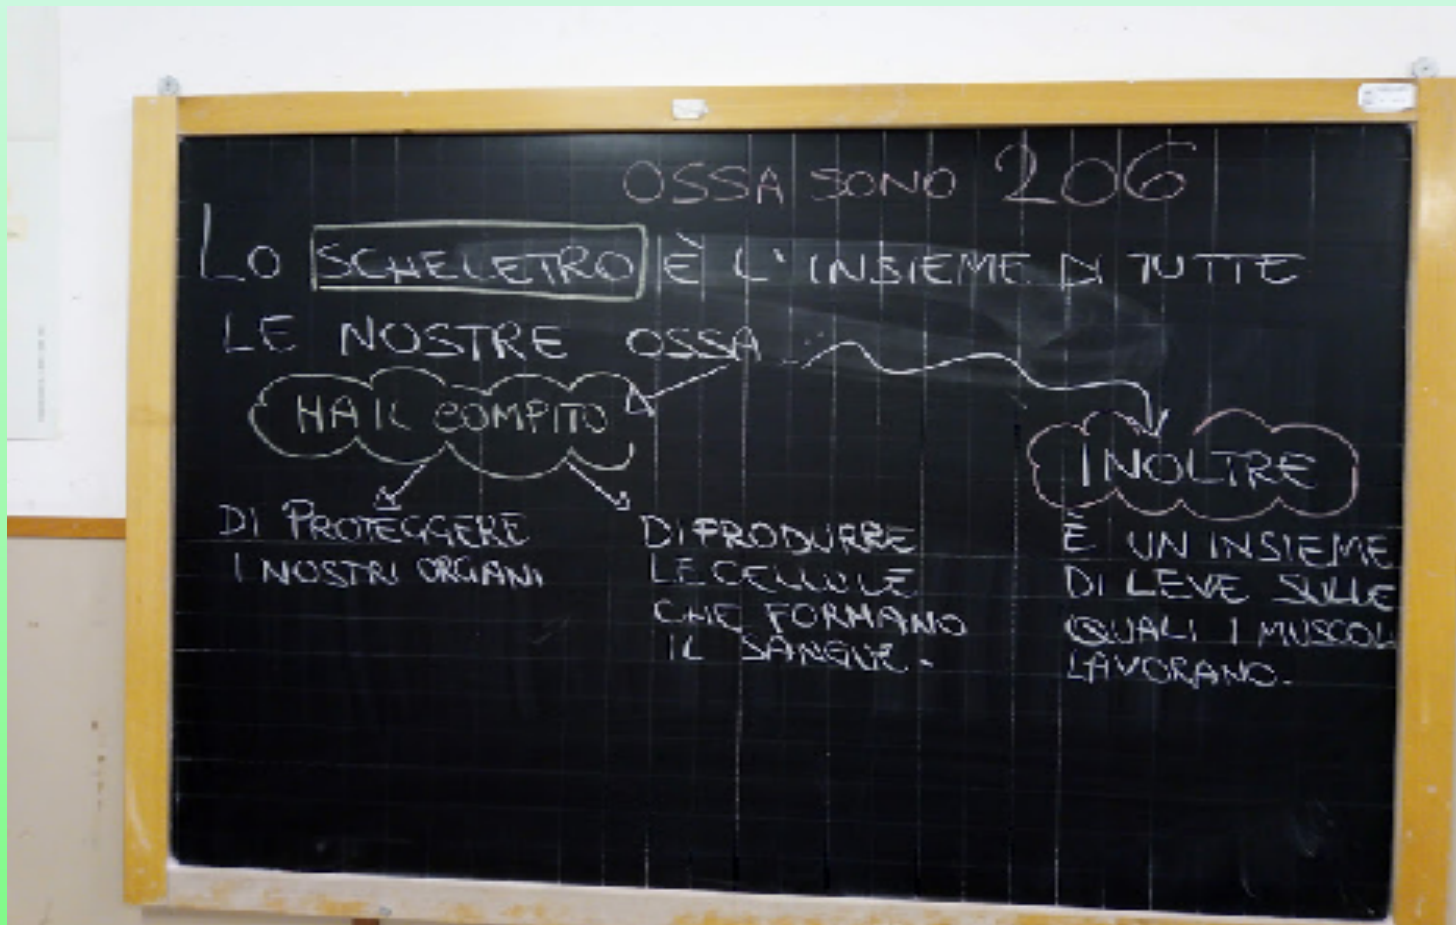 OSSA SONO 206
LO SCHELETRO È L'INSIEME DI TUTTE
LE NOSTRE OSSA
HA IL COMPITO
DI PROTEGGERE
I NOSTRI ORGANI
DI PRODURRE
LE CELLULE
CHE FORMANO
IL SANGUE.
INOLTRE
È UN INSIEME
DI LEVE SULLE
QUALI I MUSCOLI
LAVORANO.